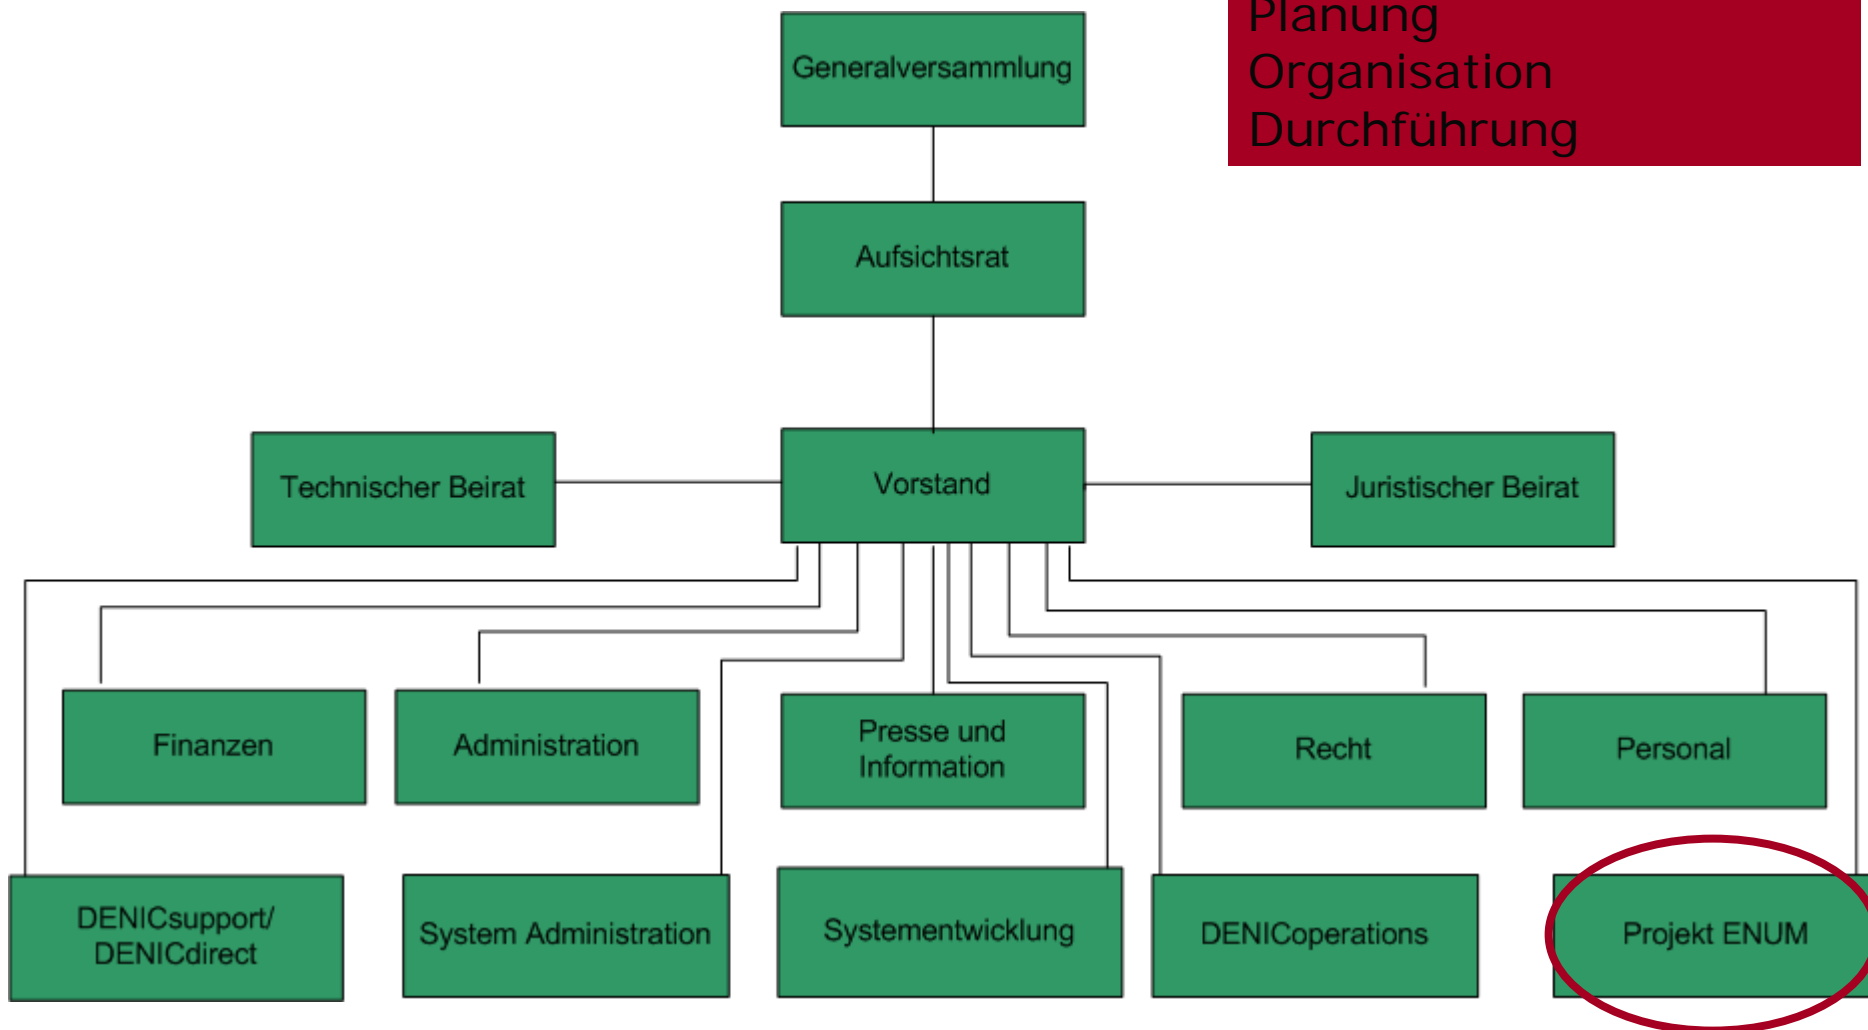 Planung
Organisation
Durchführung
Generalversammlung
Aufsichtsrat
Technischer Beirat
Vorstand
Juristischer Beirat
Finanzen
Administration
Presse und
Information
Recht
Personal
DENICsupport/
DENICdirect
System Administration
Systementwicklung
DENICoperations
Projekt ENUM